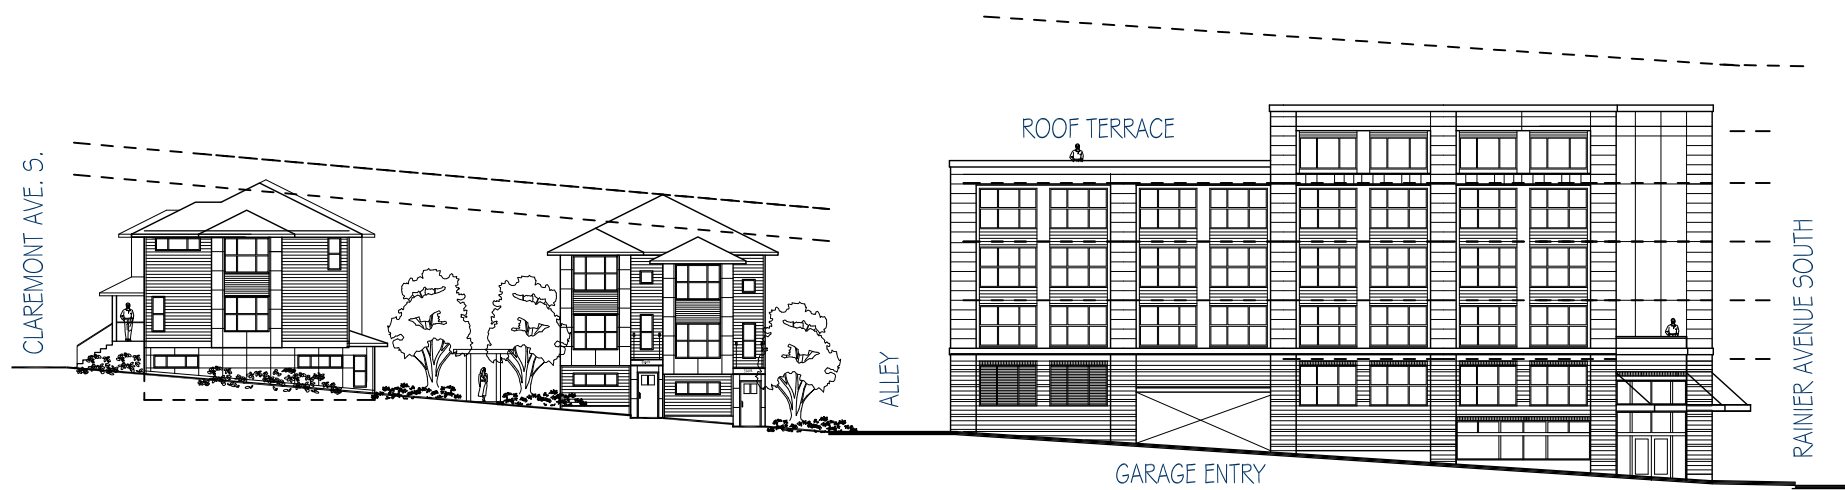 CLAREMONT AVE. S.
ROOF TERRACE
ALLEY
GARAGE ENTRY
RAINIER AVENUE SOUTH